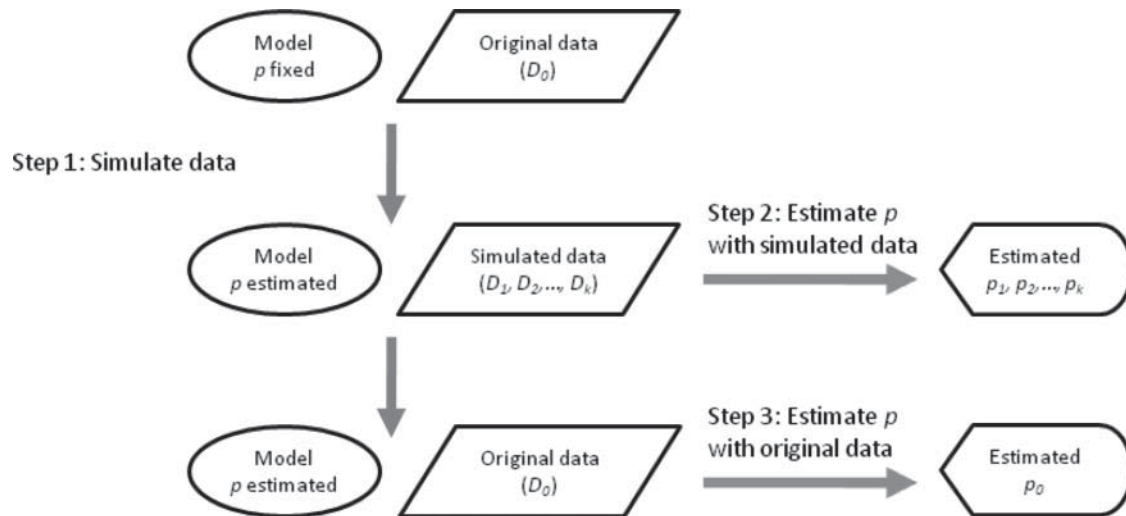 Model
p fixed
Original data
(D₀)
Step 1: Simulate data
Model
p estimated
Simulated data
(D₁, D₂,..., Dₖ)
Step 2: Estimate p
with simulated data
Estimated
p₁, p₂,..., pₖ
Model
p estimated
Original data
(D₀)
Step 3: Estimate p
with original data
Estimated
p₀